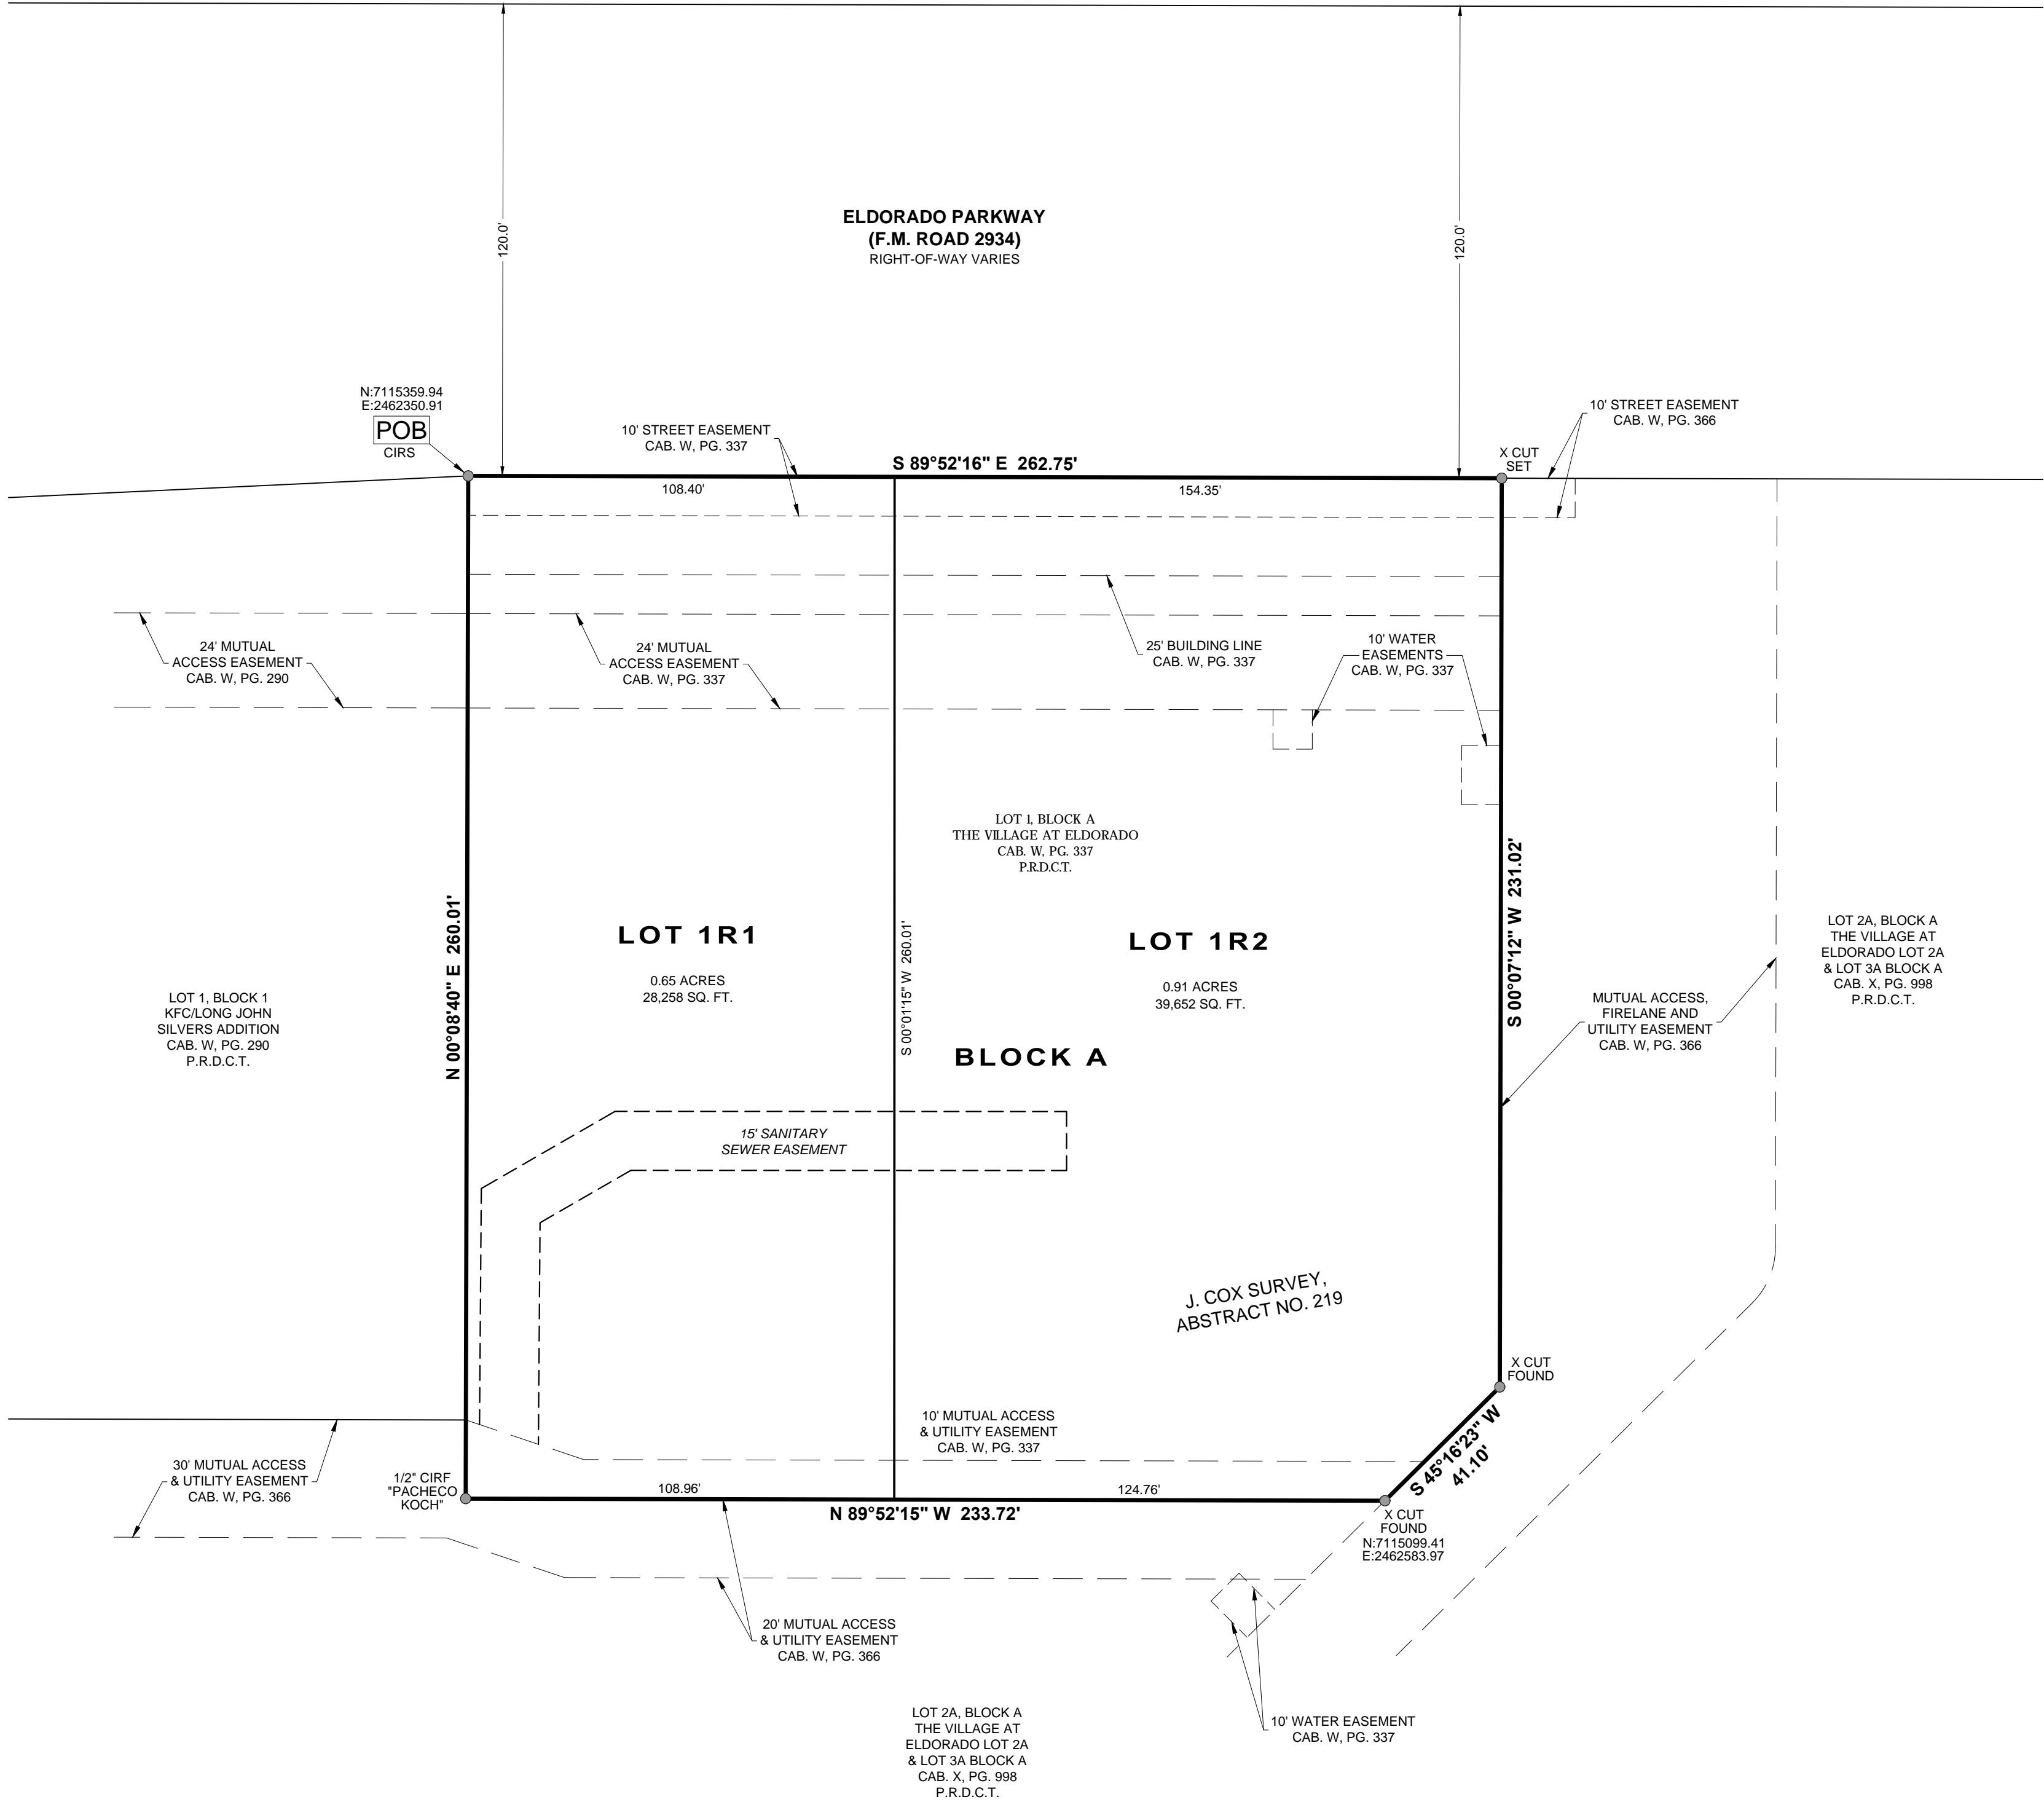 120.0'
120.0'
ELDORADO PARKWAY
(F.M. ROAD 2934)
RIGHT-OF-WAY VARIES
N:7115359.94
E:2462350.91
POB
CIRS
10' STREET EASEMENT
CAB. W, PG. 337
S 89°52'16" E 262.75'
108.40'
154.35'
X CUT
SET
10' STREET EASEMENT
CAB. W, PG. 366
24' MUTUAL
ACCESS EASEMENT
CAB. W, PG. 290
24' MUTUAL
ACCESS EASEMENT
CAB. W, PG. 337
25' BUILDING LINE
CAB. W, PG. 337
10' WATER
EASEMENTS
CAB. W, PG. 337
LOT 1, BLOCK A
THE VILLAGE AT ELDORADO
CAB. W, PG. 337
P.R.D.C.T.
N 00°08'40" E 260.01'
LOT 1R1
0.65 ACRES
28,258 SQ. FT.
S 00°01'15" W 260.01'
LOT 1R2
0.91 ACRES
39,652 SQ. FT.
BLOCK A
S 00°07'12" W 231.02'
LOT 2A, BLOCK A
THE VILLAGE AT
ELDORADO LOT 2A
& LOT 3A BLOCK A
CAB. X, PG. 998
P.R.D.C.T.
LOT 1, BLOCK 1
KFC/LONG JOHN
SILVERS ADDITION
CAB. W, PG. 290
P.R.D.C.T.
MUTUAL ACCESS,
FIRELANE AND
UTILITY EASEMENT
CAB. W, PG. 366
15' SANITARY
SEWER EASEMENT
J. COX SURVEY,
ABSTRACT NO. 219
X CUT
FOUND
10' MUTUAL ACCESS
& UTILITY EASEMENT
CAB. W, PG. 337
S 45°16'23" W
41.10'
30' MUTUAL ACCESS
& UTILITY EASEMENT
CAB. W, PG. 366
1/2" CIRF
"PACHECO
KOCH"
108.96'
124.76'
N 89°52'15" W 233.72'
X CUT
FOUND
N:7115099.41
E:2462583.97
20' MUTUAL ACCESS
& UTILITY EASEMENT
CAB. W, PG. 366
LOT 2A, BLOCK A
THE VILLAGE AT
ELDORADO LOT 2A
& LOT 3A BLOCK A
CAB. X, PG. 998
P.R.D.C.T.
10' WATER EASEMENT
CAB. W, PG. 337